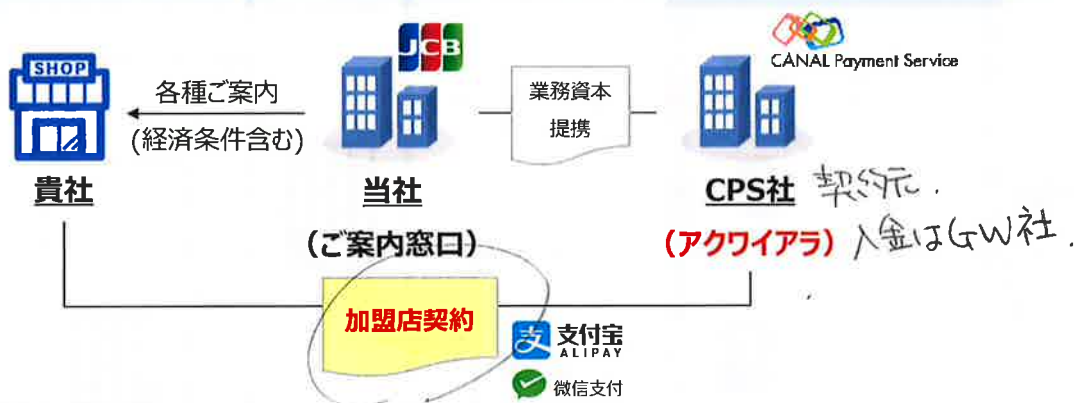 JCB
CANAL Payment Service
SHOP
各種ご案内
(経済条件含む)
業務資本
提携
貴社
当社
CPS社 契約元.
(ご案内窓口)
(アクワイアラ) 入金はGW社.
加盟店契約
支 支付宝
ALIPAY
微信支付